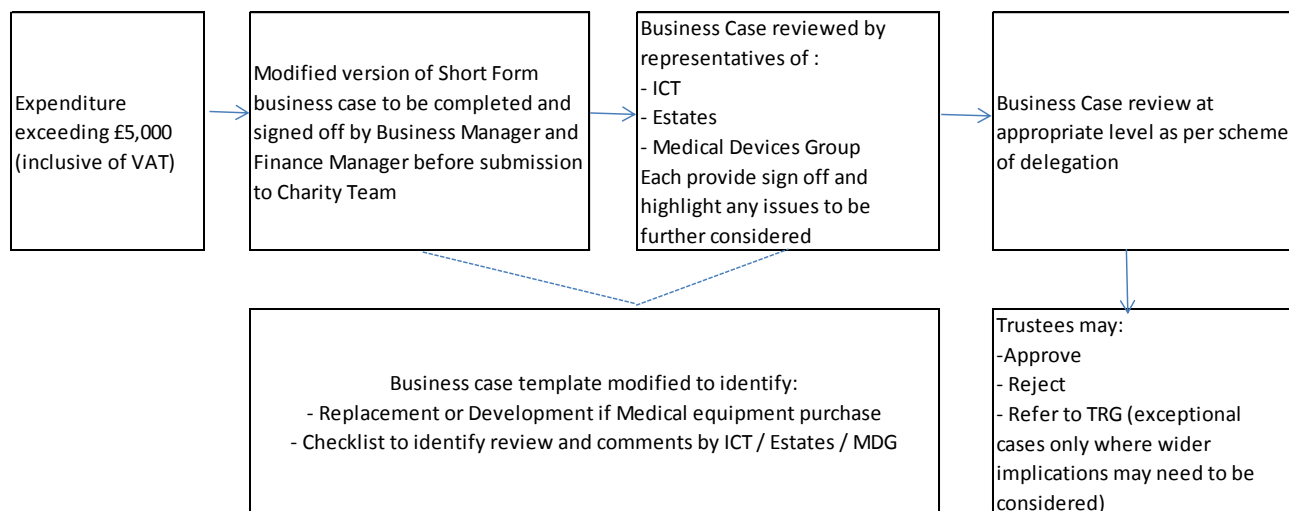 Expenditure
exceeding £5,000
(inclusive of VAT)
Modified version of Short Form
business case to be completed and
signed off by Business Manager and
Finance Manager before submission
to Charity Team
Business Case reviewed by
representatives of :
- ICT
- Estates
- Medical Devices Group
Each provide sign off and
highlight any issues to be
further considered
Business Case review at
appropriate level as per scheme
of delegation
Business case template modified to identify:
- Replacement or Development if Medical equipment purchase
- Checklist to identify review and comments by ICT / Estates / MDG
Trustees may:
-Approve
- Reject
- Refer to TRG (exceptional
cases only where wider
implications may need to be
considered)